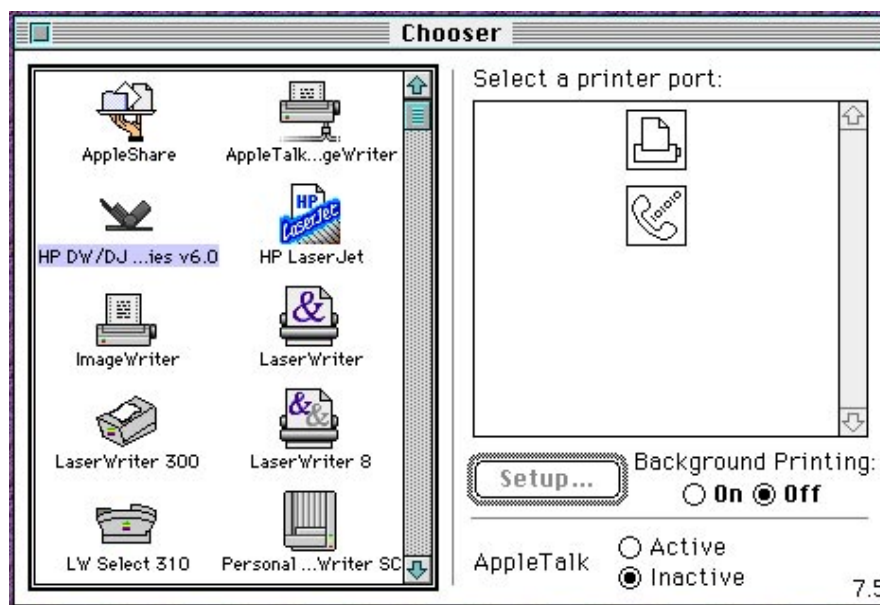 Chooser
AppleShare
AppleTalk...geWriter
HP DW/DJ ...ies v6.0
HP
LaserJet
HP LaserJet
ImageWriter
&
LaserWriter
LaserWriter 300
&&
LaserWriter 8
LW Select 310
Personal ...Writer SC
Select a printer port:
Setup...
Background Printing:
On Off
AppleTalk
Active
Inactive
7.5